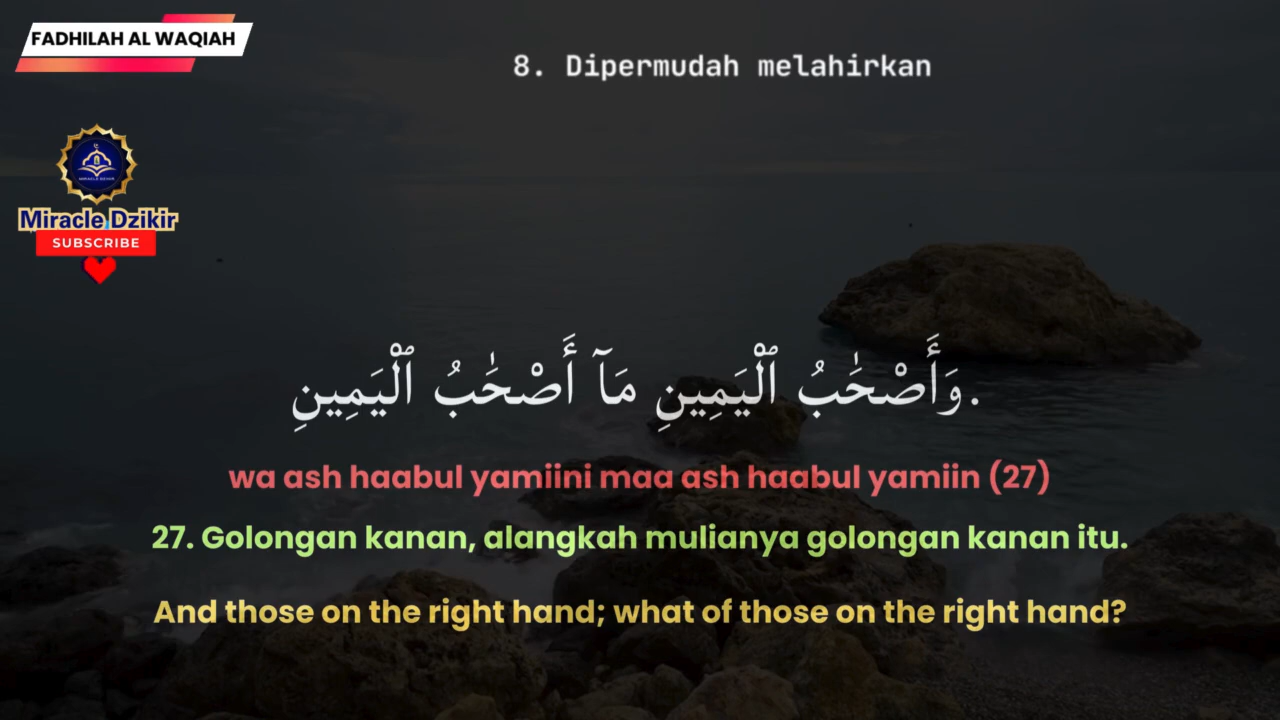 FADHILAH AL WAQIAH
8. Dipermudah melahirkan
Miracle Dzikir
SUBSCRIBE
وَأَصْحَٰبُ ٱلْيَمِينِ مَآ أَصْحَٰبُ ٱلْيَمِينِ.
wa ash haabul yamiini maa ash haabul yamiin (27)
27. Golongan kanan, alangkah mulianya golongan kanan itu.
And those on the right hand; what of those on the right hand?